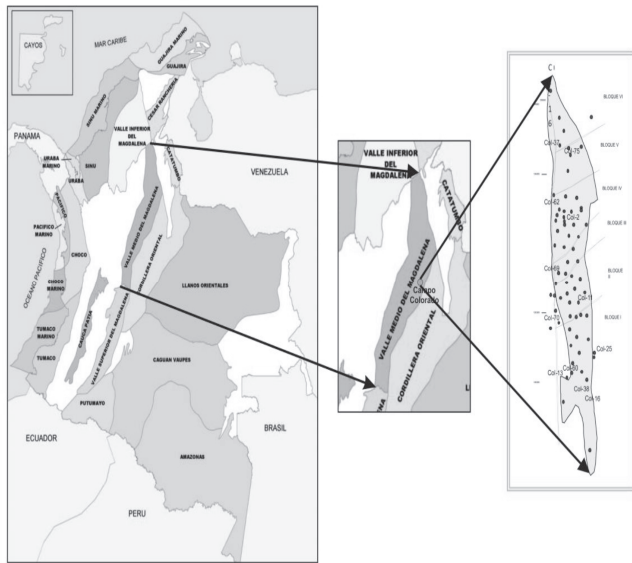 CAYOS
MAR CARIBE
GUAJIRA MARINO
GUAJIRA
SINU MARINO
CESAR RANCHERIA
VALLE INFERIOR
DEL
MAGDALENA
PANAMA
URABA
MARINO
URABA
SINU
CATATUMBO
VENEZUELA
PACIFICO
PACIFICO
MARINO
CHOCO
OCEANO PACIFICO
CHOCO
MARINO
VALLE MEDIO DEL MAGDALENA
CORDILLERA ORIENTAL
LLANOS ORIENTALES
TUMACO
MARINO
TUMACO
CAUCA PATIA
VALLE SUPERIOR DEL MAGDALENA
CAGUAN VAUPES
PUTUMAYO
ECUADOR
BRASIL
AMAZONAS
PERU
VALLE INFERIOR
DEL
MAGDALENA
CATATUMBO
VALLE MEDIO DEL MAGDALENA
Campo
Colorado
CORDILLERA ORIENTAL
ENA
C
1
6
BLOQUE VI
Col-37
Col-75
BLOQUE V
BLOQUE IV
Col-62
Col-2
BLOQUE III
Col-69
BLOQUE
II
Col-11
Col-70
BLOQUE I
Col-25
Col-13
Col-38
Col-16